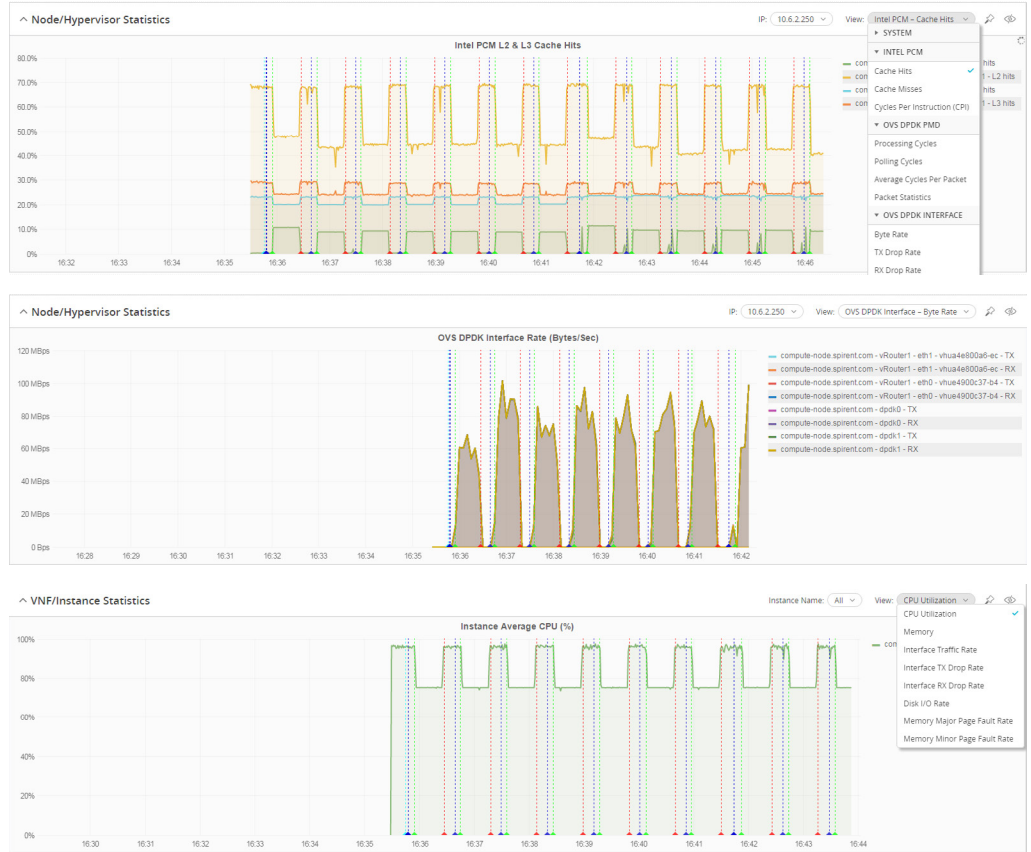 Node/Hypervisor Statistics
IP: 10.6.2.250 View: Intel PCM – Cache Hits
Intel PCM L2 & L3 Cache Hits
SYSTEM
INTEL PCM
Cache Hits
Cache Misses
Cycles Per Instruction (CPI)
OVS DPDK PMD
Processing Cycles
Polling Cycles
Average Cycles Per Packet
Packet Statistics
OVS DPDK INTERFACE
Byte Rate
TX Drop Rate
RX Drop Rate
con hits
con 1 - L2 hits
con hits
con 1 - L3 hits
80.0%
70.0%
60.0%
50.0%
40.0%
30.0%
20.0%
10.0%
0%
16:32 16:33 16:34 16:35 16:36 16:37 16:38 16:39 16:40 16:41 16:42 16:43 16:44 16:45 16:46
Node/Hypervisor Statistics
IP: 10.6.2.250 View: OVS DPDK Interface – Byte Rate
OVS DPDK Interface Rate (Bytes/Sec)
120 MBps
100 MBps
80 MBps
60 MBps
40 MBps
20 MBps
0 Bps
16:28 16:29 16:30 16:31 16:32 16:33 16:34 16:35 16:36 16:37 16:38 16:39 16:40 16:41 16:42
compute-node.spirent.com - vRouter1 - eth1 - vhua4e800a6-ec - TX
compute-node.spirent.com - vRouter1 - eth1 - vhua4e800a6-ec - RX
compute-node.spirent.com - vRouter1 - eth0 - vhue4900c37-b4 - TX
compute-node.spirent.com - vRouter1 - eth0 - vhue4900c37-b4 - RX
compute-node.spirent.com - dpdk0 - TX
compute-node.spirent.com - dpdk0 - RX
compute-node.spirent.com - dpdk1 - TX
compute-node.spirent.com - dpdk1 - RX
VNF/Instance Statistics
Instance Name: All View: CPU Utilization
Instance Average CPU (%)
CPU Utilization
Memory
Interface Traffic Rate
Interface TX Drop Rate
Interface RX Drop Rate
Disk I/O Rate
Memory Major Page Fault Rate
Memory Minor Page Fault Rate
con
100%
80%
60%
40%
20%
0%
16:30 16:31 16:32 16:33 16:34 16:35 16:36 16:37 16:38 16:39 16:40 16:41 16:42 16:43 16:44